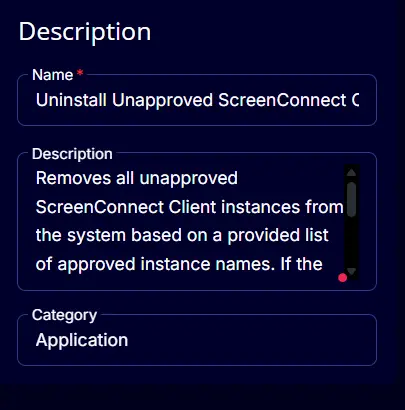 Description
Name *
Uninstall Unapproved ScreenConnect
Description
Removes all unapproved
ScreenConnect Client instances from
the system based on a provided list
of approved instance names. If the
Category
Application